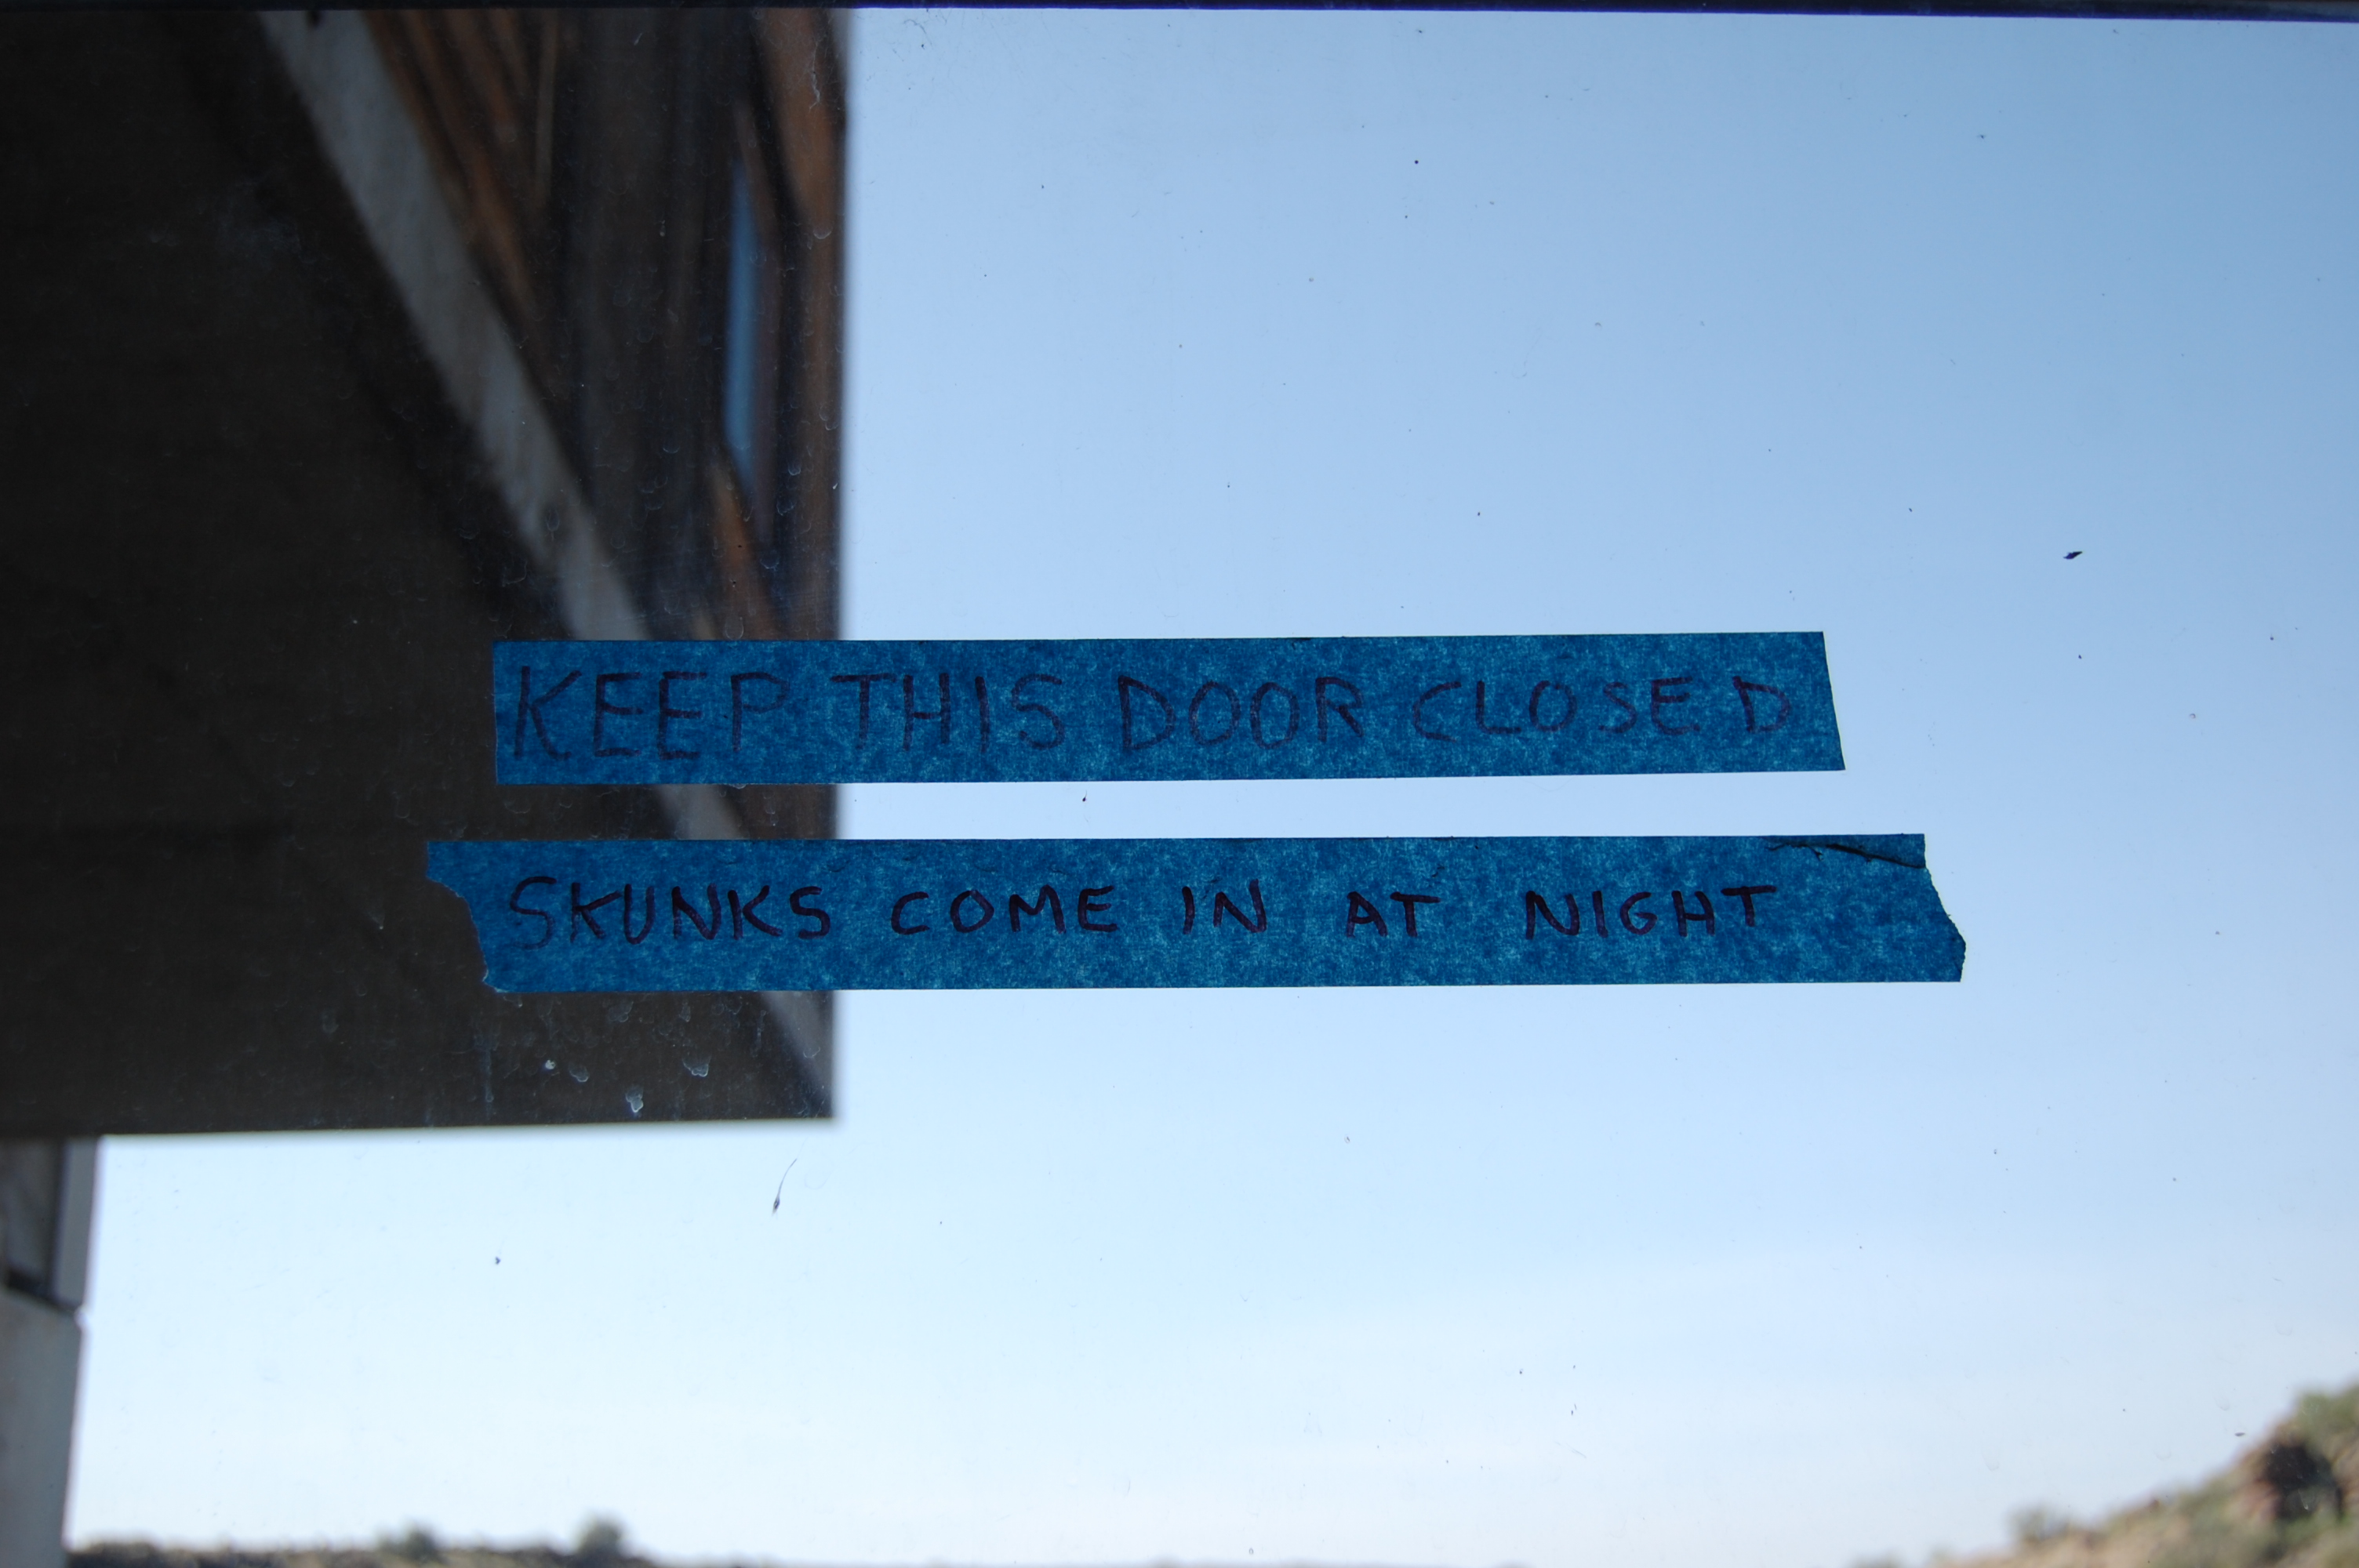 KEEP THIS DOOR CLOSED
SKUNKS COME IN AT NIGHT